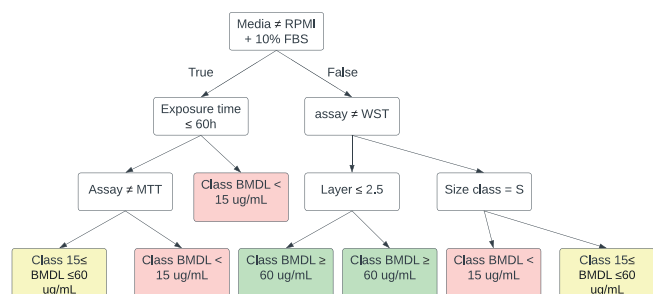 Media ≠ RPMI
+ 10% FBS
True
False
Exposure time
≤ 60h
assay ≠ WST
Assay ≠ MTT
Class BMDL <
15 ug/mL
Layer ≤ 2.5
Size class = S
Class 15≤
BMDL ≤60
ug/mL
Class BMDL <
15 ug/mL
Class BMDL ≥
60 ug/mL
Class BMDL ≥
60 ug/mL
Class BMDL <
15 ug/mL
Class 15≤
BMDL ≤60
ug/mL